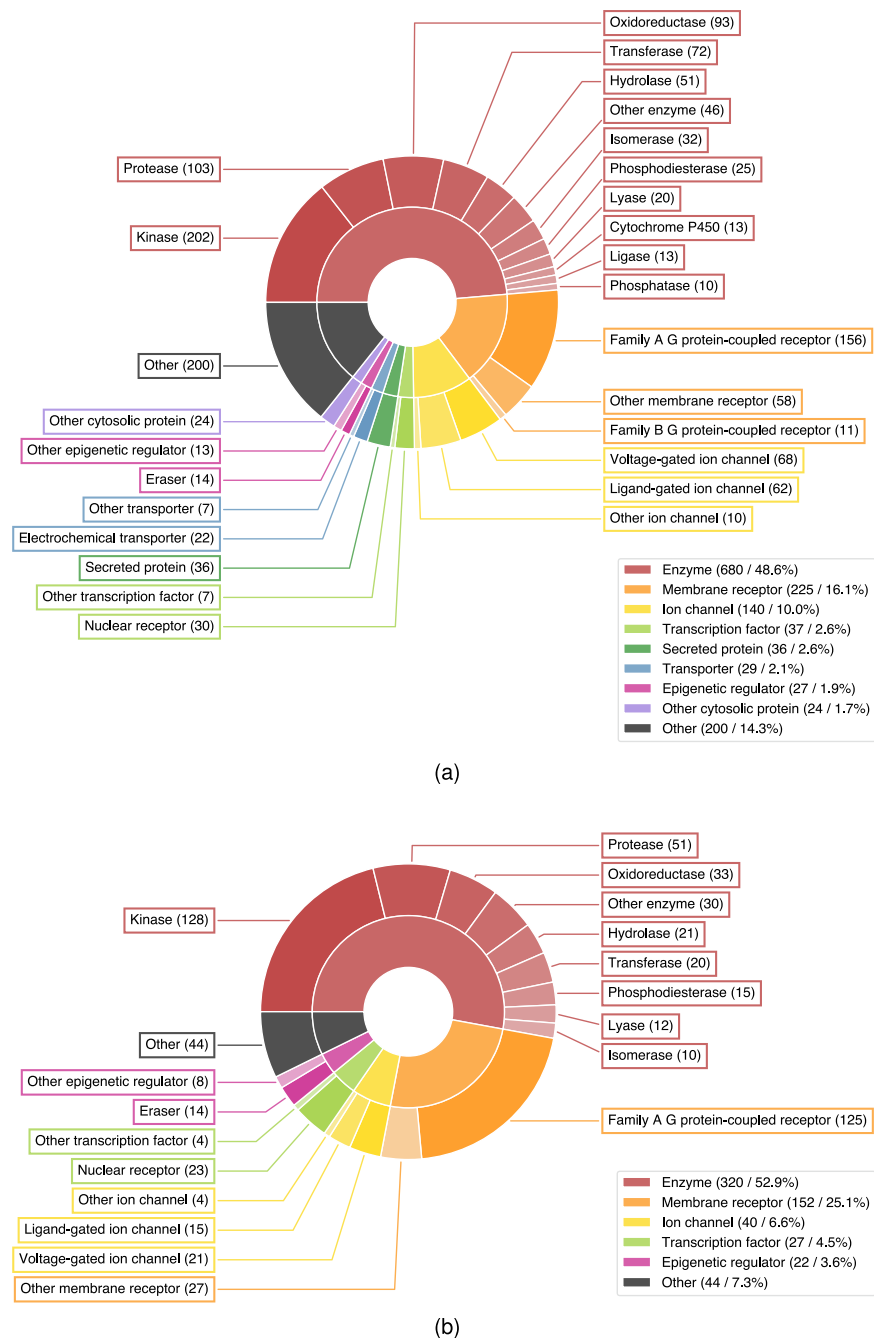 Oxidoreductase (93)
Transferase (72)
Hydrolase (51)
Other enzyme (46)
Isomerase (32)
Protease (103)
Phosphodiesterase (25)
Lyase (20)
Cytochrome P450 (13)
Kinase (202)
Ligase (13)
Phosphatase (10)
Family A G protein-coupled receptor (156)
Other (200)
Other membrane receptor (58)
Other cytosolic protein (24)
Family B G protein-coupled receptor (11)
Other epigenetic regulator (13)
Voltage-gated ion channel (68)
Eraser (14)
Ligand-gated ion channel (62)
Other transporter (7)
Other ion channel (10)
Electrochemical transporter (22)
Secreted protein (36)
Other transcription factor (7)
Nuclear receptor (30)
Enzyme (680 / 48.6%)
Membrane receptor (225 / 16.1%)
Ion channel (140 / 10.0%)
Transcription factor (37 / 2.6%)
Secreted protein (36 / 2.6%)
Transporter (29 / 2.1%)
Epigenetic regulator (27 / 1.9%)
Other cytosolic protein (24 / 1.7%)
Other (200 / 14.3%)
(a)
Protease (51)
Oxidoreductase (33)
Other enzyme (30)
Kinase (128)
Hydrolase (21)
Transferase (20)
Phosphodiesterase (15)
Lyase (12)
Other (44)
Isomerase (10)
Other epigenetic regulator (8)
Eraser (14)
Family A G protein-coupled receptor (125)
Other transcription factor (4)
Nuclear receptor (23)
Other ion channel (4)
Ligand-gated ion channel (15)
Voltage-gated ion channel (21)
Other membrane receptor (27)
Enzyme (320 / 52.9%)
Membrane receptor (152 / 25.1%)
Ion channel (40 / 6.6%)
Transcription factor (27 / 4.5%)
Epigenetic regulator (22 / 3.6%)
Other (44 / 7.3%)
(b)